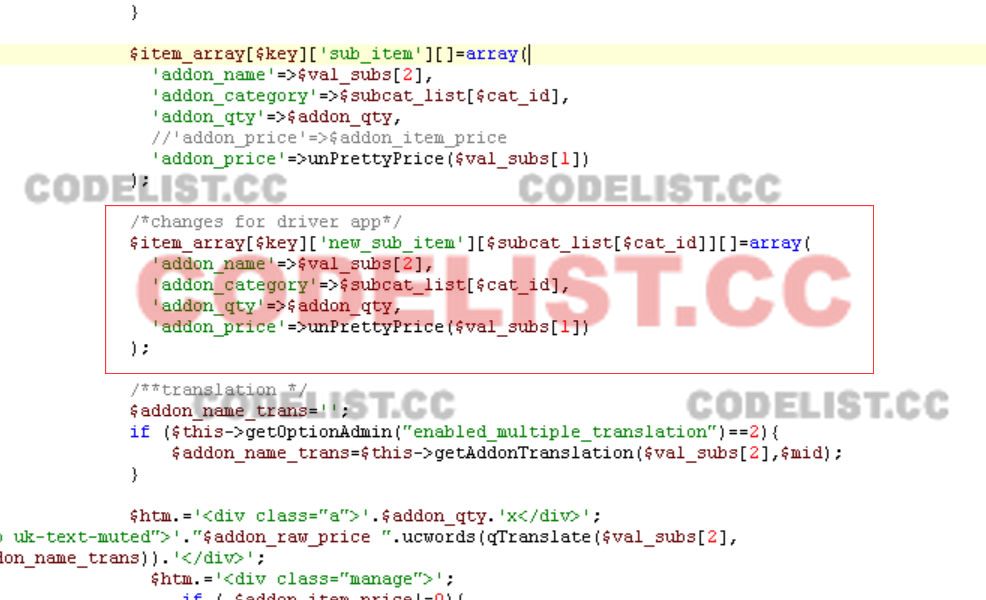 }
$item_array[$key]['sub_item'][]=array(
'addon_name'=>$val_subs[2],
'addon_category'=>$subcat_list[$cat_id],
'addon_qty'=>$addon_qty,
//'addon_price'=>$addon_item_price
'addon_price'=>unPrettyPrice($val_subs[1])
);
CODELIST.CC CODELIST.CC
/*changes for driver app*/
$item_array[$key]['new_sub_item'][$subcat_list[$cat_id]][]=array(
'addon_name'=>$val_subs[2],
'addon_category'=>$subcat_list[$cat_id],
CODELIST.CC
'addon_qty'=>$addon_qty,
'addon_price'=>unPrettyPrice($val_subs[1])
);
/**translation */
CODELIST.CC CODELIST.CC
$addon_name_trans='';
if ($this->getOptionAdmin("enabled_multiple_translation")==2){
$addon_name_trans=$this->getAddonTranslation($val_subs[2],$mid);
}
$htm.='<div class="a">'.$addon_qty.'x</div>';
uk-text-muted">'."$addon_raw_price ".ucwords(qTranslate($val_subs[2],
don_name_trans)).'</div>';
$htm.='<div class="manage">';
if ( $addon_item_price!=0){